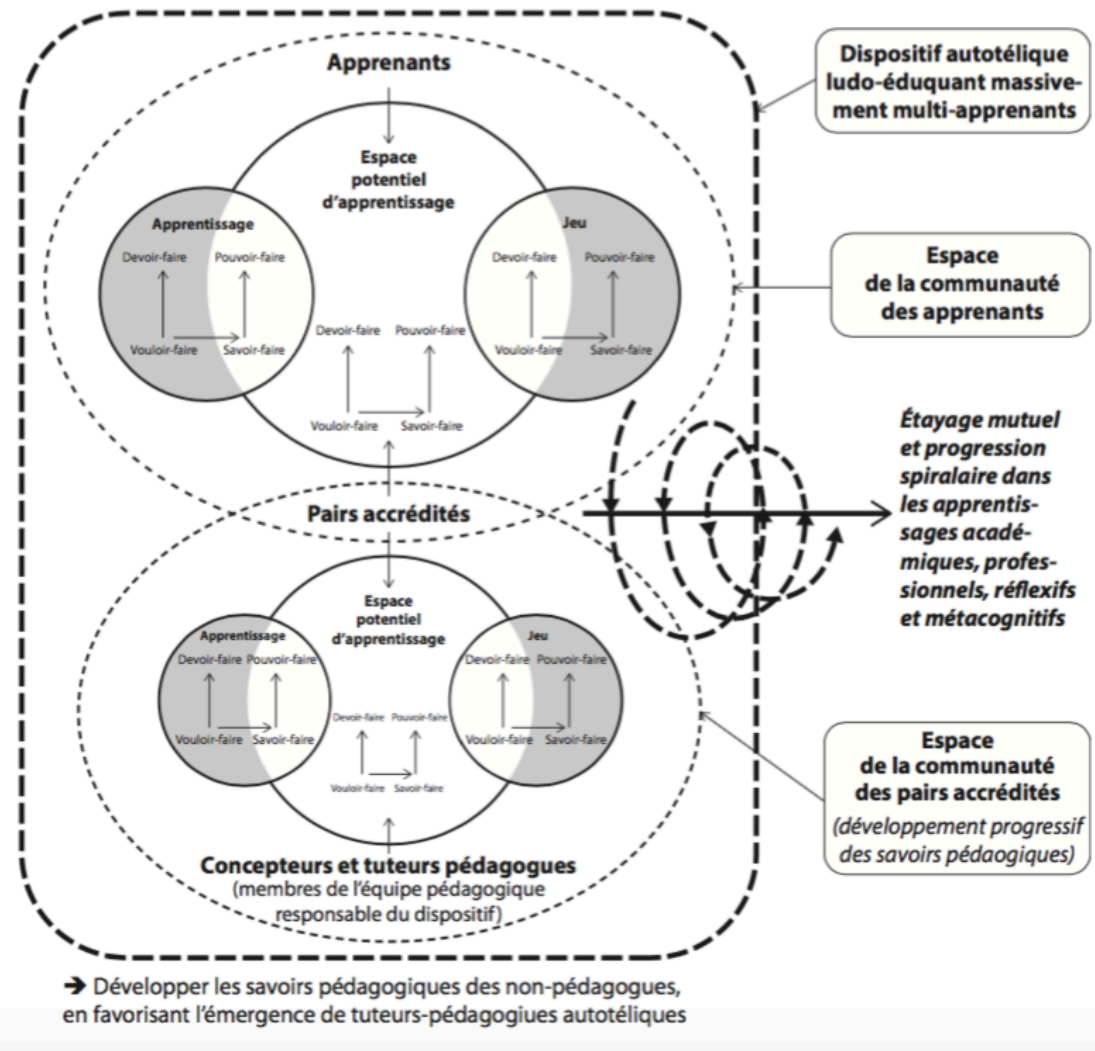 Apprenants
Dispositif autotélique
ludo-éduquant massive-
ment multi-apprenants
Espace
potentiel
d'apprentissage
Apprentissage
Devoir-faire Pouvoir-faire
Vouloir-faire Savoir-faire
Jeu
Devoir-faire Pouvoir-faire
Vouloir-faire Savoir-faire
Devoir-faire Pouvoir-faire
Vouloir-faire Savoir-faire
Espace
de la communauté
des apprenants
Étayage mutuel
et progression
spiralaire dans
les apprentis-
sages acadé-
miques, profes-
sionnels, réflexifs
et métacognitifs
Pairs accrédités
Espace
potentiel
d'apprentissage
Apprentissage
Devoir-faire Pouvoir-faire
Vouloir-faire Savoir-faire
Jeu
Devoir-faire Pouvoir-faire
Vouloir-faire Savoir-faire
Devoir-faire Pouvoir-faire
Vouloir-faire Savoir-faire
Espace
de la communauté
des pairs accrédités
(développement progressif
des savoirs pédaogiques)
Concepteurs et tuteurs pédagogues
(membres de l'équipe pédagogique
responsable du dispositif)
➔ Développer les savoirs pédagogiques des non-pédagogues,
en favorisant l'émergence de tuteurs-pédagogiues autotéliques